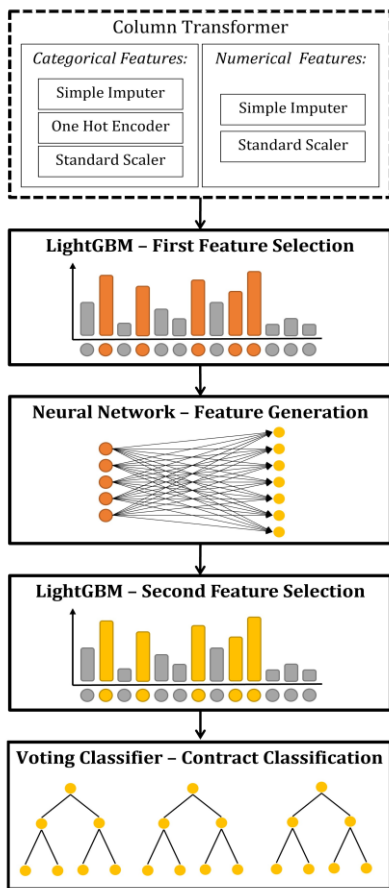 Column Transformer
Categorical Features:
Simple Imputer
One Hot Encoder
Standard Scaler
Numerical Features:
Simple Imputer
Standard Scaler
LightGBM – First Feature Selection
Neural Network – Feature Generation
LightGBM – Second Feature Selection
Voting Classifier – Contract Classification